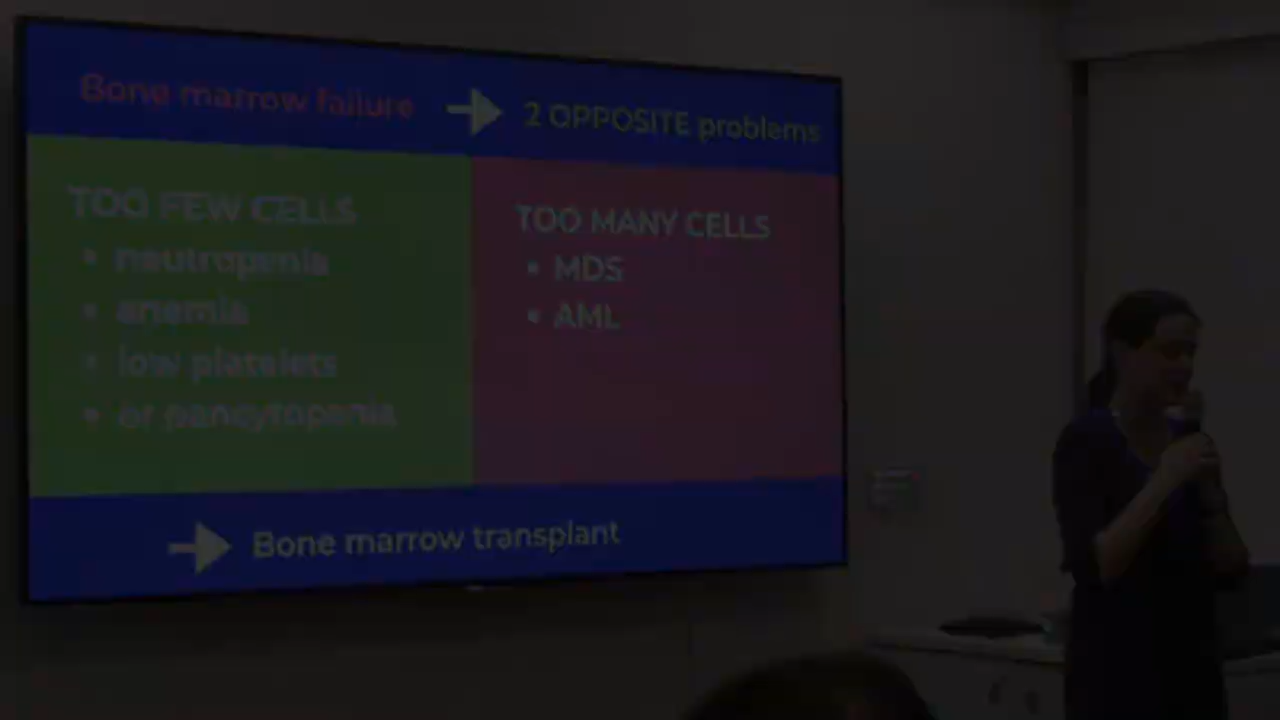 Bone marrow failure → 2 OPPOSITE problems
TOO FEW CELLS
• neutropenia
• anemia
• low platelets
• or pancytopenia
TOO MANY CELLS
• MDS
• AML
→ Bone marrow transplant